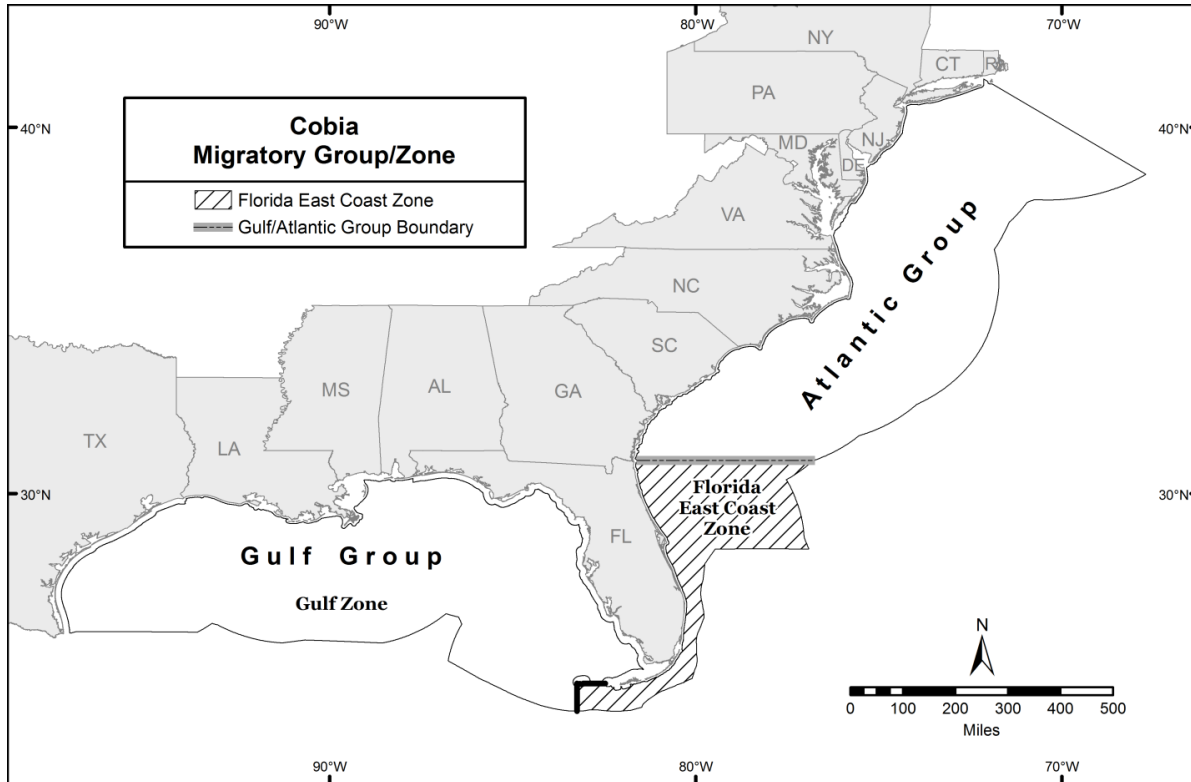 90°W
80°W
70°W
NY
CT
R
PA
40°N
40°N
Cobia
Migratory Group/Zone
NJ
MD
DE
Florida East Coast Zone
Gulf/Atlantic Group Boundary
VA
Atlantic Group
NC
SC
MS
AL
GA
TX
LA
30°N
Florida
East Coast
Zone
FL
Gulf Group
Gulf Zone
N
0 100 200 300 400 500
Miles
90°W
80°W
70°W